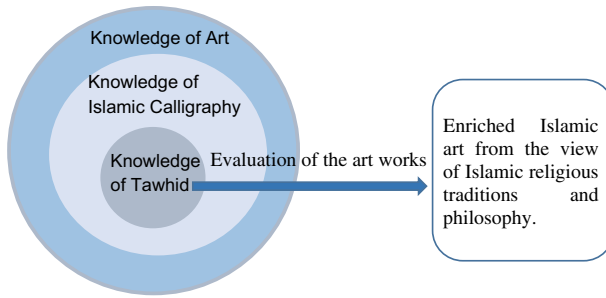 Knowledge of Art
Knowledge of
Islamic Calligraphy
Knowledge
of Tawhid
Evaluation of the art works
Enriched Islamic
art from the view
of Islamic religious
traditions and
philosophy.